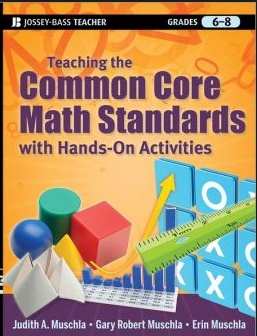 JOSSEY-BASS TEACHER
GRADES 6–8
Teaching the
Common Core
Math Standards
with Hands-On Activities
O
X
X
X
Judith A. Muschla • Gary Robert Muschla • Erin Muschla